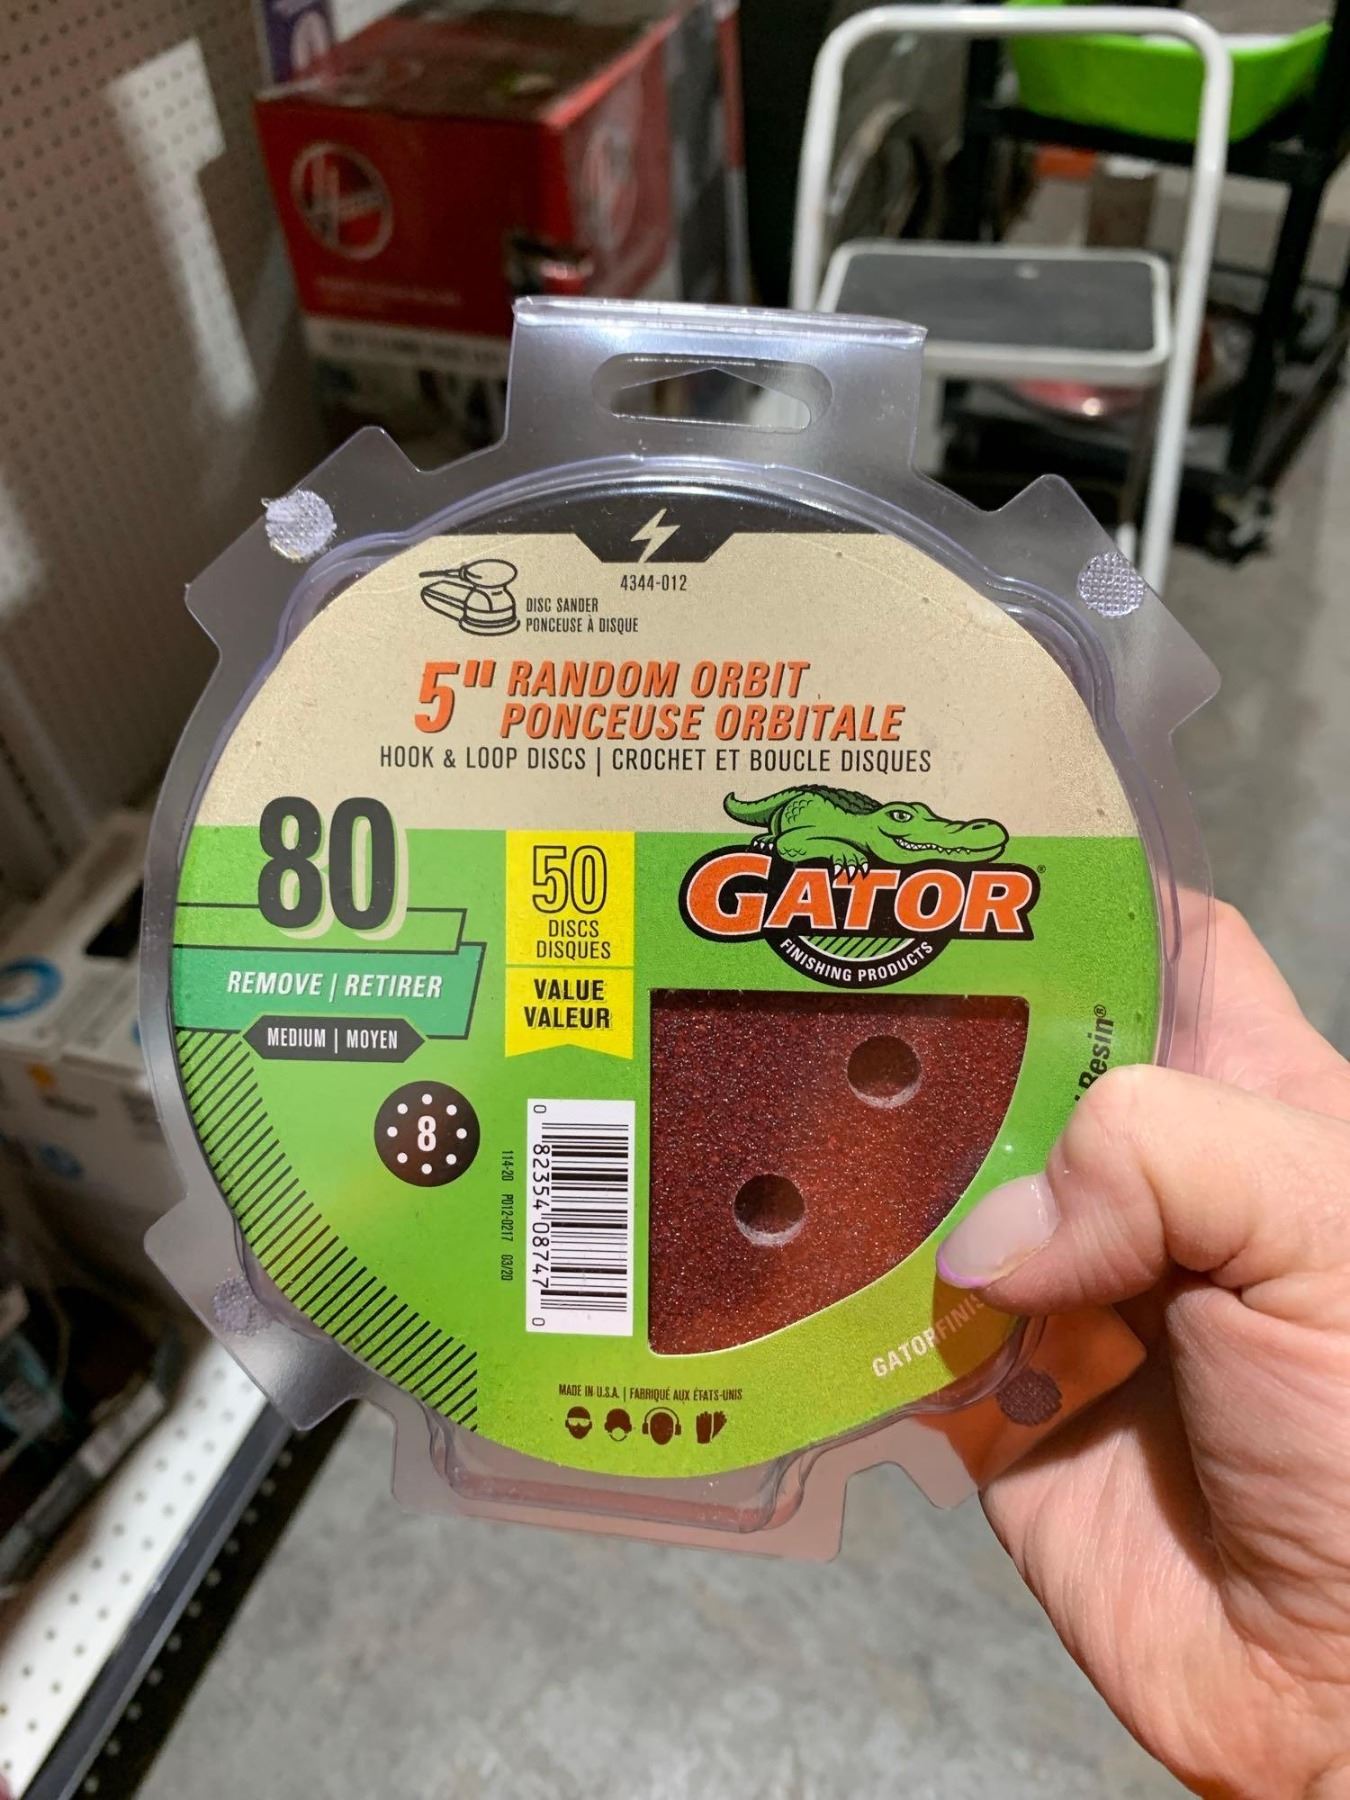 4344-012
DISC SANDER
PONCEUSE À DISQUE
5" RANDOM ORBIT
PONCEUSE ORBITALE
HOOK & LOOP DISCS | CROCHET ET BOUCLE DISQUES
80
REMOVE | RETIRER
MEDIUM | MOYEN
50
DISCS
DISQUES
VALUE
VALEUR
GATOR®
FINISHING PRODUCTS
Resin®
8
114-20 P012-0217 03/20
0 82354 08747 0
GATORFINIS
MADE IN U.S.A. | FABRIQUÉ AUX ÉTATS-UNIS